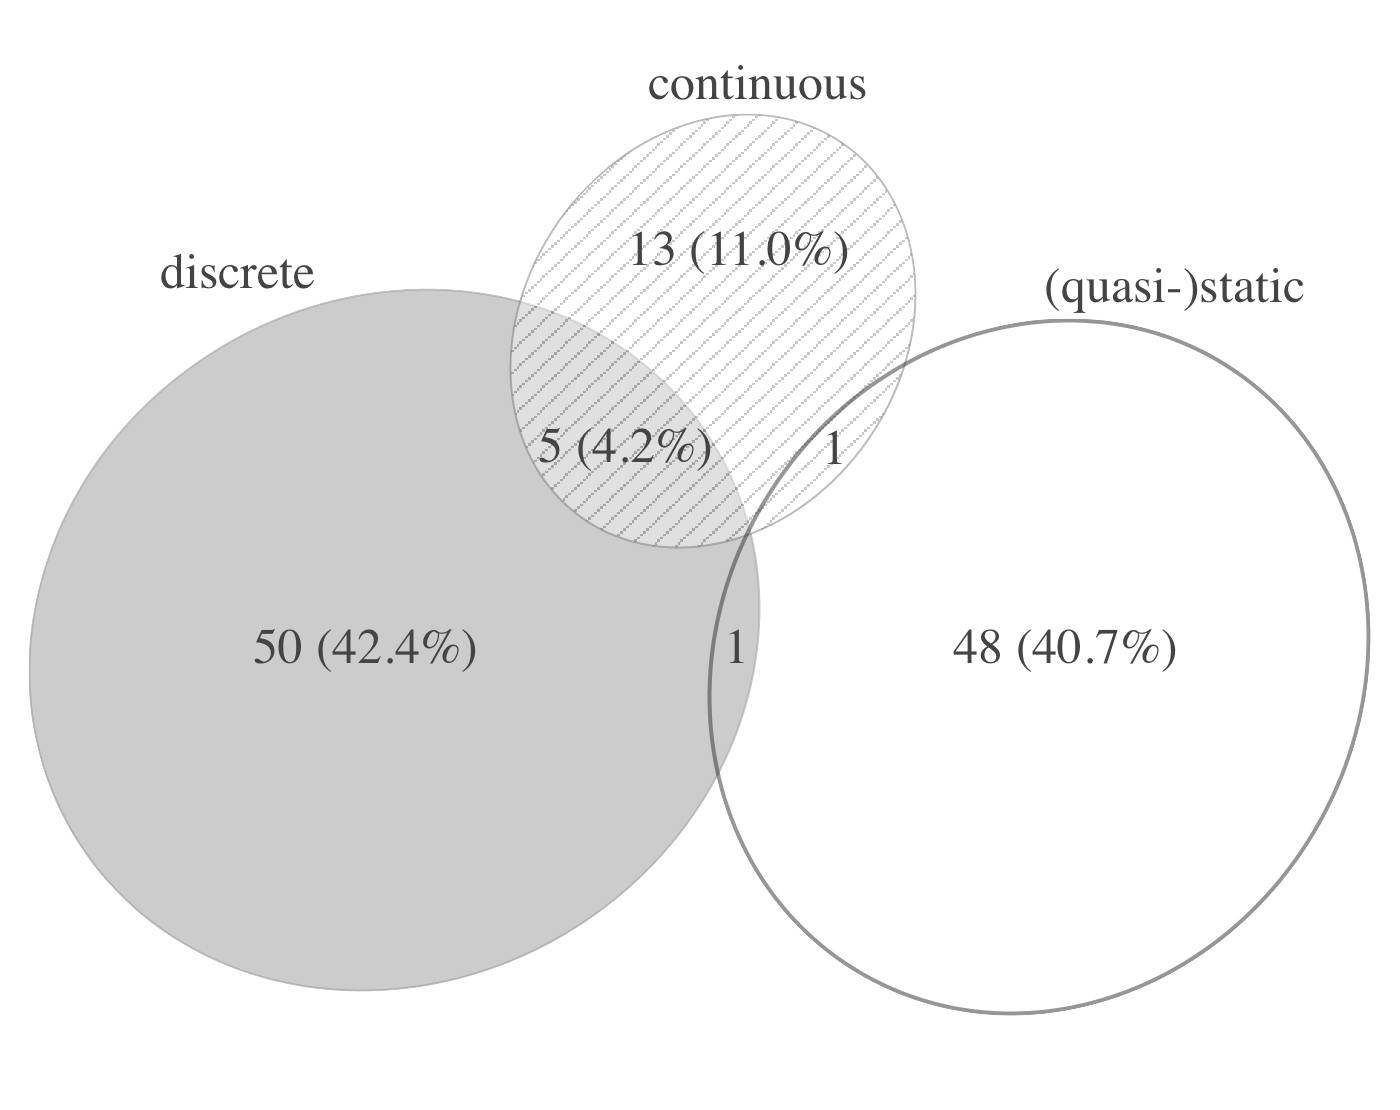 continuous
13 (11.0%)
discrete
(quasi-)static
5 (4.2%)
1
50 (42.4%)
1
48 (40.7%)